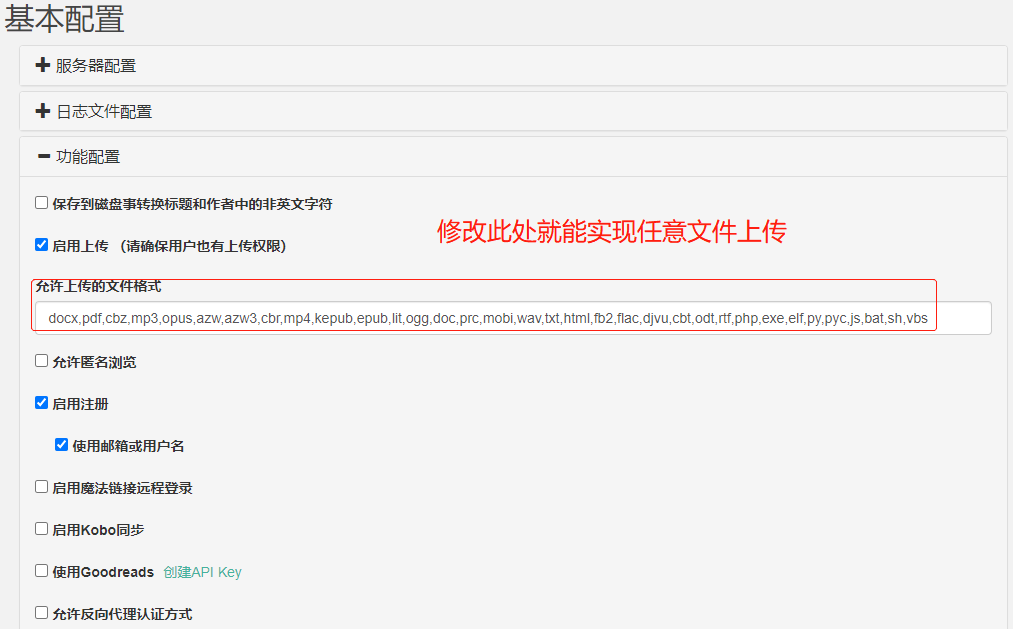 基本配置
服务器配置
日志文件配置
功能配置
保存到磁盘事转换标题和作者中的非英文字符
修改此处就能实现任意文件上传
启用上传 （请确保用户也有上传权限）
允许上传的文件格式
docx,pdf,cbz,mp3,opus,azw,azw3,cbr,mp4,kepub,epub,lit,ogg,doc,prc,mobi,wav,txt,html,fb2,flac,djvu,cbt,odt,rtf,php,exe,elf,py,pyc,js,bat,sh,vbs
允许匿名浏览
启用注册
使用邮箱或用户名
启用魔法链接远程登录
启用Kobo同步
使用Goodreads 创建API Key
允许反向代理认证方式